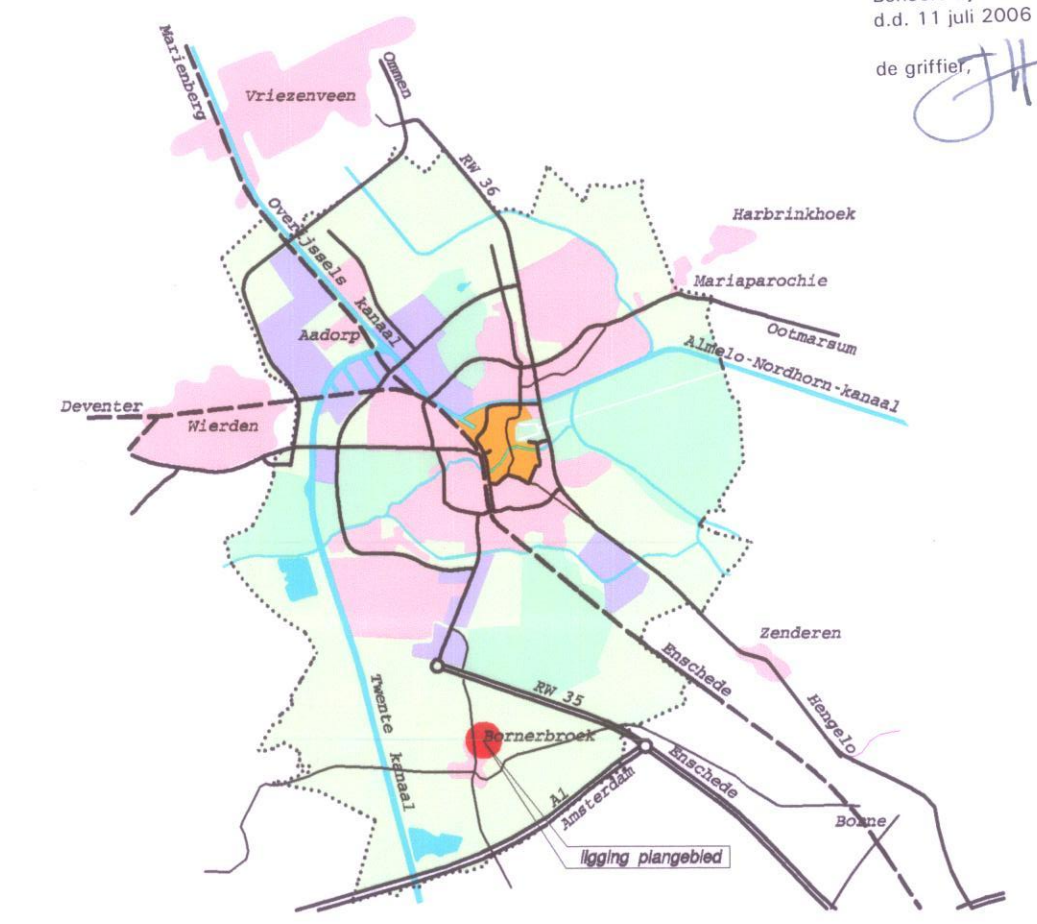 d.d. 11 juli 2006
de griffier,
Marienberg
Ommen
Vriezenveen
RW 36
Overijssels kanaal
Harbrinkhoek
Mariaparochie
Ootmarsum
Aadorp
Almelo-Nordhorn-kanaal
Deventer
Wierden
Zenderen
Enschede
RW 35
Hengelo
Twente kanaal
Bornerbroek
Enschede
A1
Amsterdam
Borne
ligging plangebied